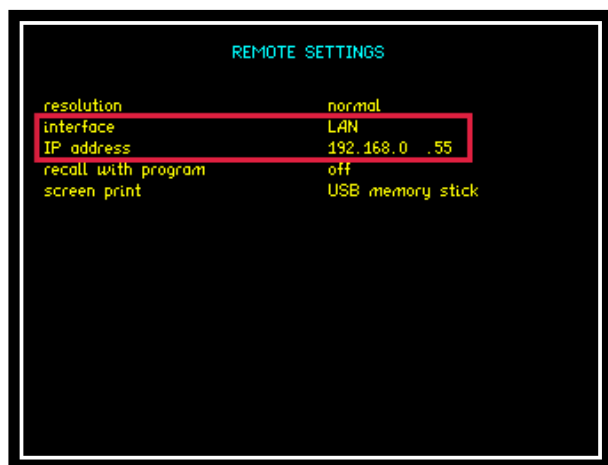 REMOTE SETTINGS
resolution normal
interface LAN
IP address 192.168.0 .55
recall with program off
screen print USB memory stick